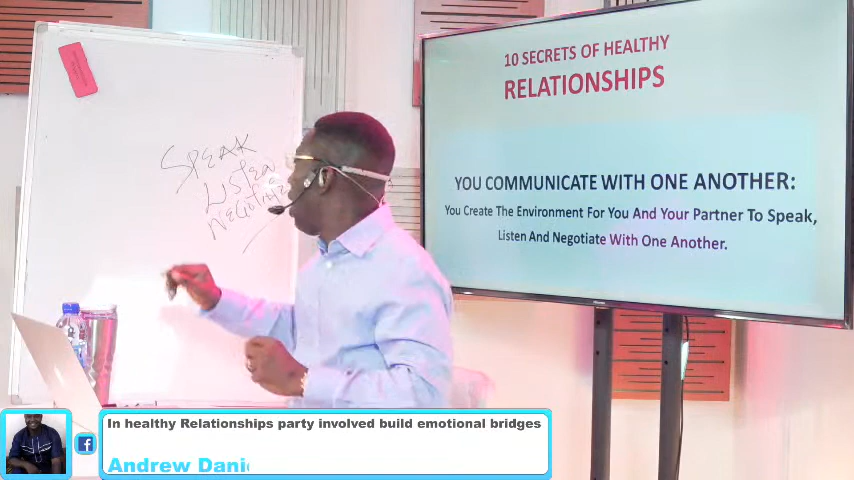 10 SECRETS OF HEALTHY
RELATIONSHIPS
YOU COMMUNICATE WITH ONE ANOTHER:
You Create The Environment For You And Your Partner To Speak,
Listen And Negotiate With One Another.
SPEAK
LISTEN
NEGOTIATE
In healthy Relationships party involved build emotional bridges
Andrew Dani